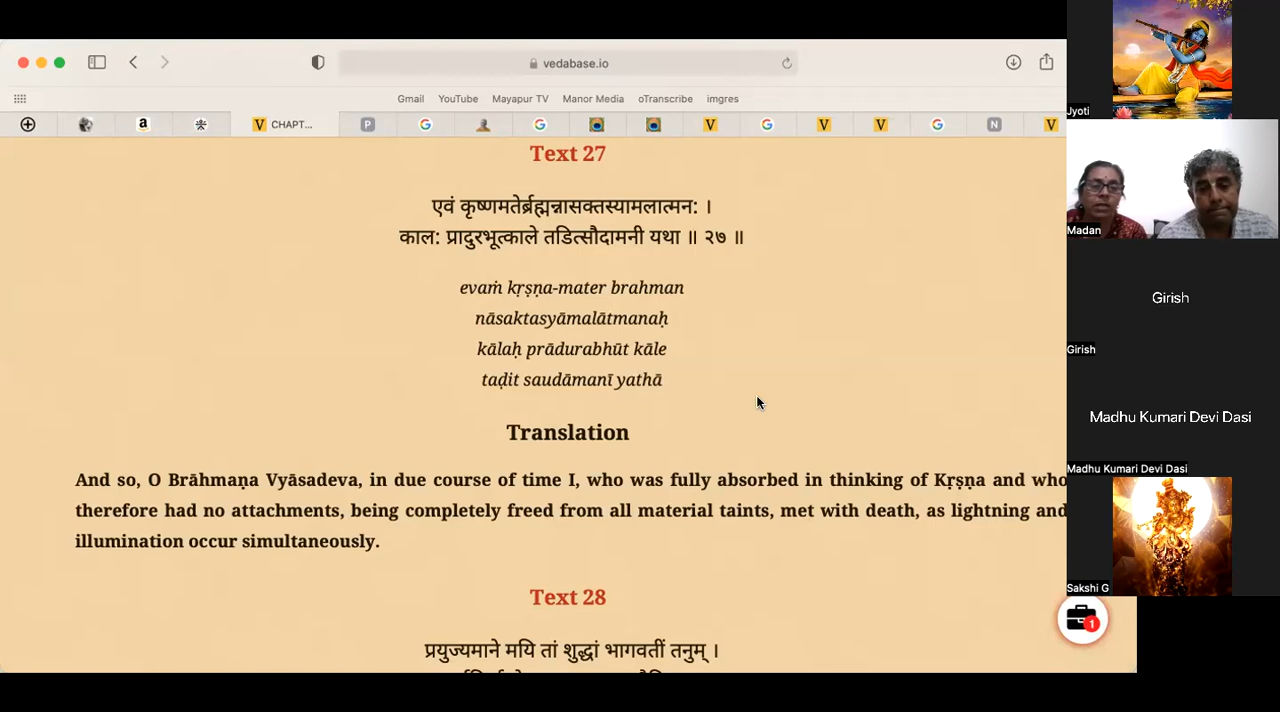 vedabase.io
Gmail YouTube Mayapur TV Manor Media oTranscribe imgres
CHAPT...
Text 27
एवं कृष्णमतेर्ब्रह्मन्नासक्तस्यामलात्मन: ।
काल: प्रादुरभूत्काले तडित्सौदामनी यथा ॥ २७ ॥
evaṁ kṛṣṇa-mater brahman
nāsaktasyāmalātmanaḥ
kālaḥ prādurabhūt kāle
taḍit saudāmanī yathā
Translation
And so, O Brāhmaṇa Vyāsadeva, in due course of time I, who was fully absorbed in thinking of Kṛṣṇa and who
therefore had no attachments, being completely freed from all material taints, met with death, as lightning and
illumination occur simultaneously.
Text 28
प्रयुज्यमाने मयि तां शुद्धां भागवतीं तनुम् ।
Jyoti
Madan
Girish
Girish
Madhu Kumari Devi Dasi
Madhu Kumari Devi Dasi
Sakshi G
1